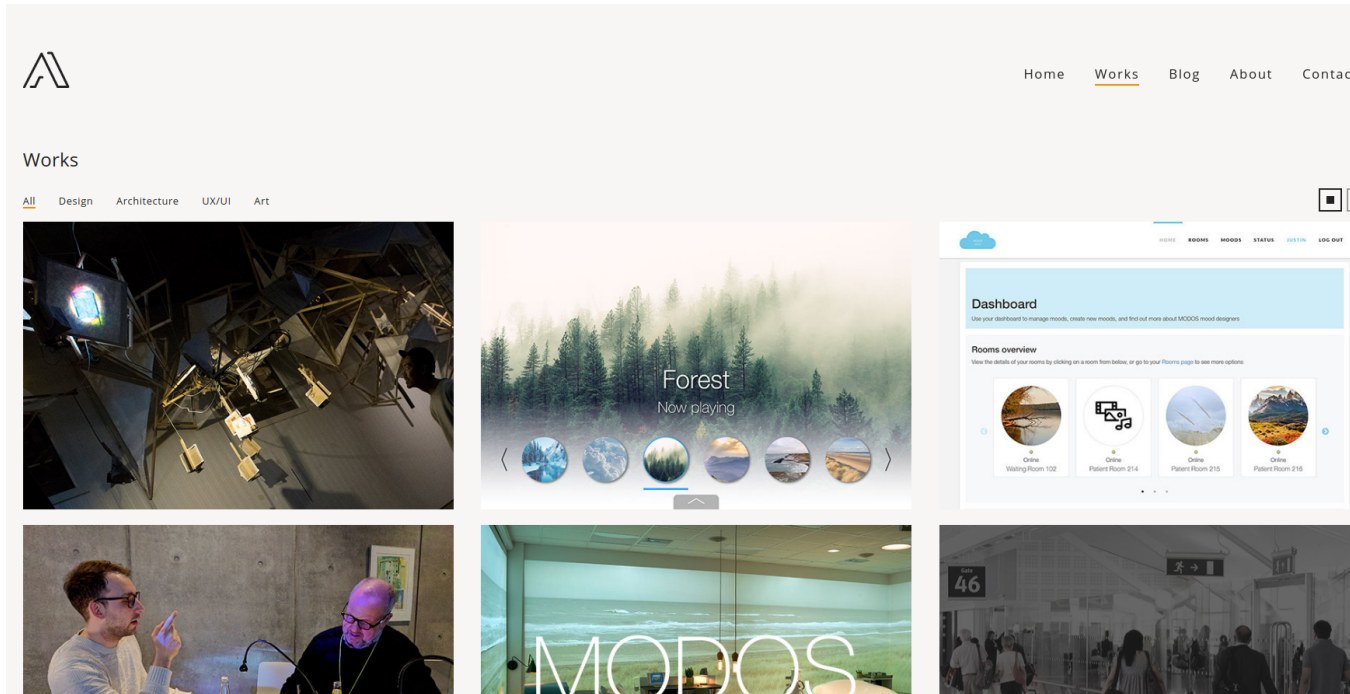 Home Works Blog About Contac
Works
All Design Architecture UX/UI Art
Forest
Now playing
HOME ROOMS MOODS STATUS JUSTIN LOG OUT
Dashboard
Use your dashboard to manage moods, create new moods, and find out more about MODOS mood designers
Rooms overview
View the details of your rooms by clicking on a room from below, or go to your Rooms page to see more options
Online Online Online Online
Waiting Room 102 Patient Room 214 Patient Room 215 Patient Room 216
MODOS
Gate
46